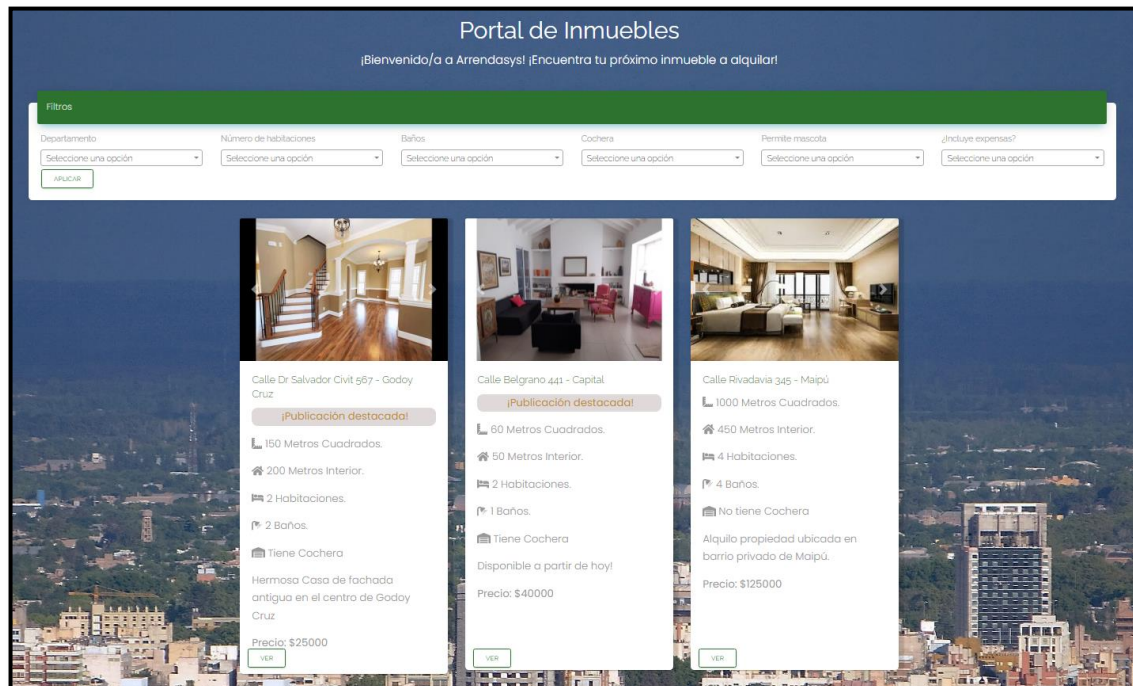 Portal de Inmuebles
¡Bienvenido/a a Arrendasys! ¡Encuentra tu próximo inmueble a alquilar!
Filtros
Departamento
Número de habitaciones
Baños
Cochera
Permite mascota
¿Incluye expensas?
Seleccione una opción
Seleccione una opción
Seleccione una opción
Seleccione una opción
Seleccione una opción
Seleccione una opción
APLICAR
Calle Dr Salvador Civit 567 - Godoy
Cruz
¡Publicación destacada!
150 Metros Cuadrados.
200 Metros Interior.
2 Habitaciones.
2 Baños.
Tiene Cochera
Hermosa Casa de fachada
antigua en el centro de Godoy
Cruz
Precio: $25000
VER
Calle Belgrano 441 - Capital
¡Publicación destacada!
60 Metros Cuadrados.
50 Metros Interior.
2 Habitaciones.
1 Baños.
Tiene Cochera
Disponible a partir de hoy!
Precio: $40000
VER
Calle Rivadavia 345 - Maipú
1000 Metros Cuadrados.
450 Metros Interior.
4 Habitaciones.
4 Baños.
No tiene Cochera
Alquilo propiedad ubicada en
barrio privado de Maipú.
Precio: $125000
VER